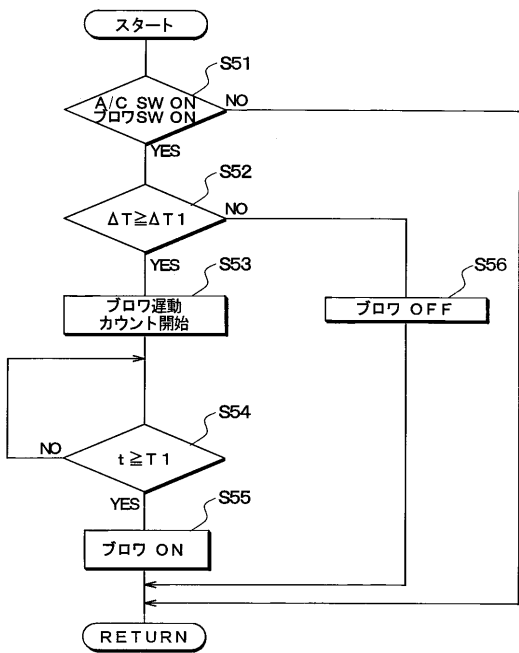 スタート
S51
A/C SW ON
ブロワSW ON
NO
YES
S52
ΔT≧ΔT1
NO
YES
S53
ブロワ遅動
カウント開始
S56
ブロワ OFF
S54
t≧T1
NO
YES
S55
ブロワ ON
RETURN